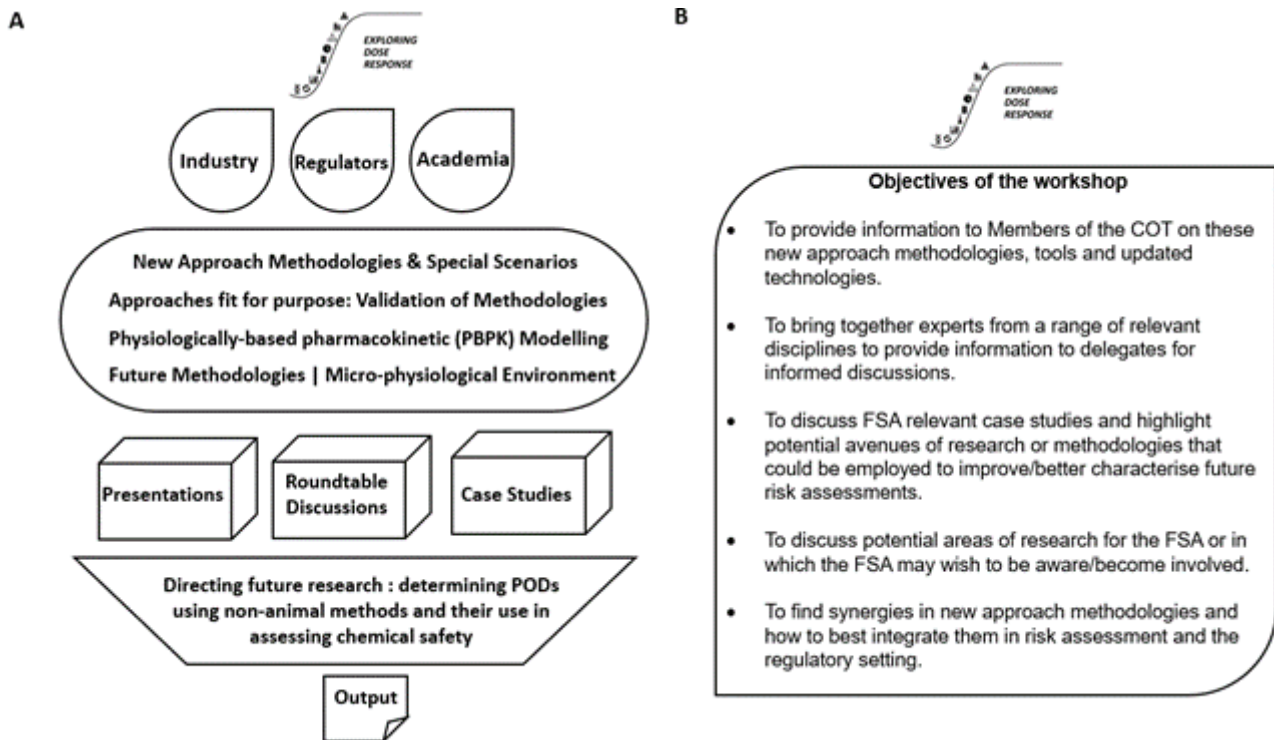 A
EXPLORING
DOSE
RESPONSE
Industry
Regulators
Academia
New Approach Methodologies & Special Scenarios
Approaches fit for purpose: Validation of Methodologies
Physiologically-based pharmacokinetic (PBPK) Modelling
Future Methodologies | Micro-physiological Environment
Presentations
Roundtable
Discussions
Case Studies
Directing future research : determining PODs
using non-animal methods and their use in
assessing chemical safety
Output
B
EXPLORING
DOSE
RESPONSE
Objectives of the workshop
• To provide information to Members of the COT on these
new approach methodologies, tools and updated
technologies.
• To bring together experts from a range of relevant
disciplines to provide information to delegates for
informed discussions.
• To discuss FSA relevant case studies and highlight
potential avenues of research or methodologies that
could be employed to improve/better characterise future
risk assessments.
• To discuss potential areas of research for the FSA or in
which the FSA may wish to be aware/become involved.
• To find synergies in new approach methodologies and
how to best integrate them in risk assessment and the
regulatory setting.